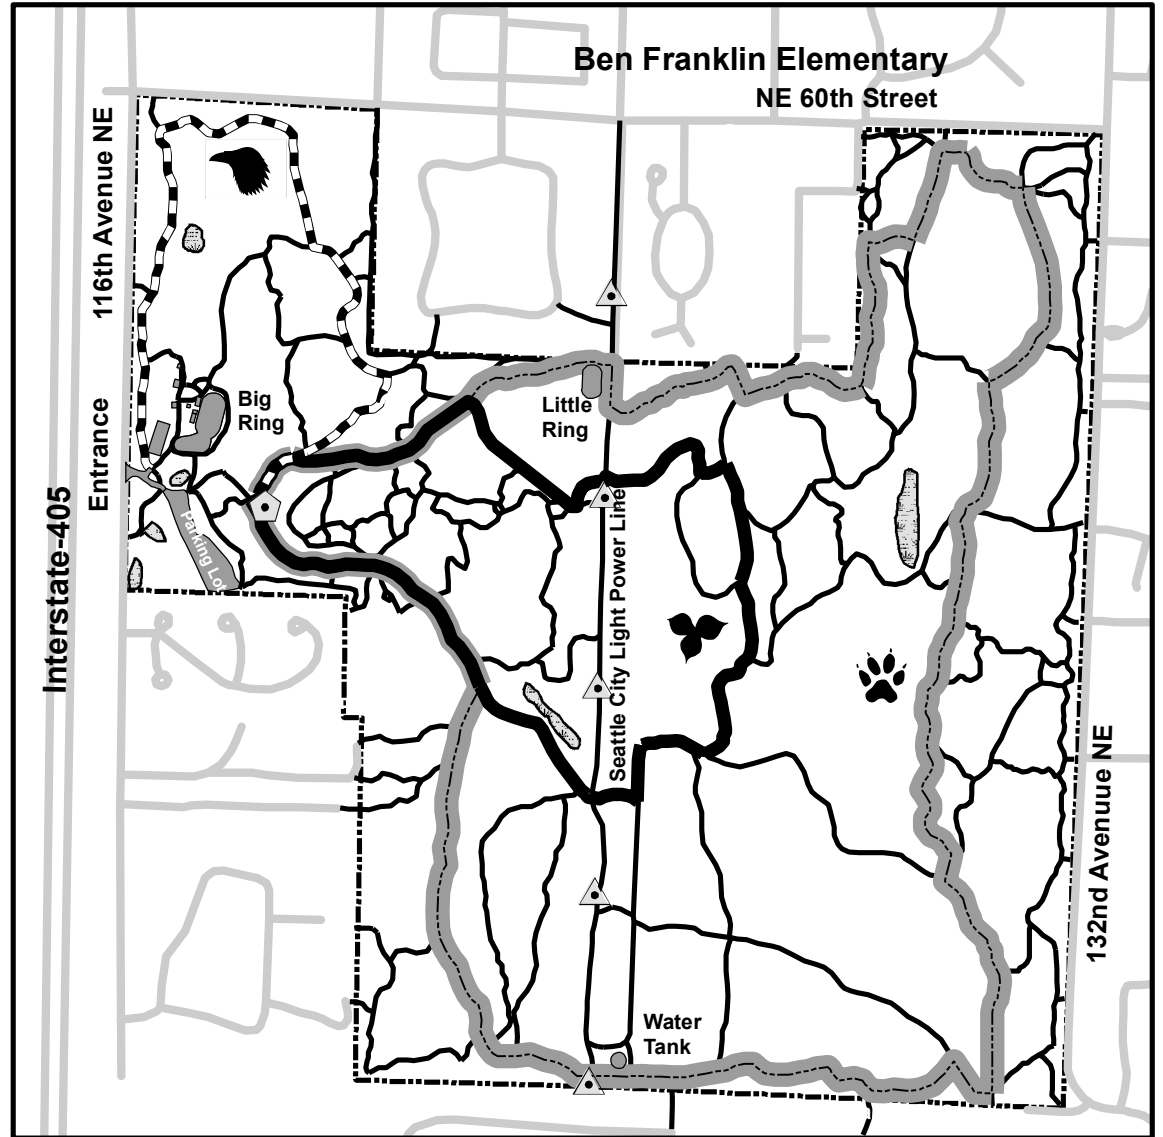 Ben Franklin Elementary
NE 60th Street
116th Avenue NE
Big
Ring
Little
Ring
Entrance
Interstate-405
Parking Lot
Seattle City Light Power Line
132nd Avenuue NE
Water
Tank